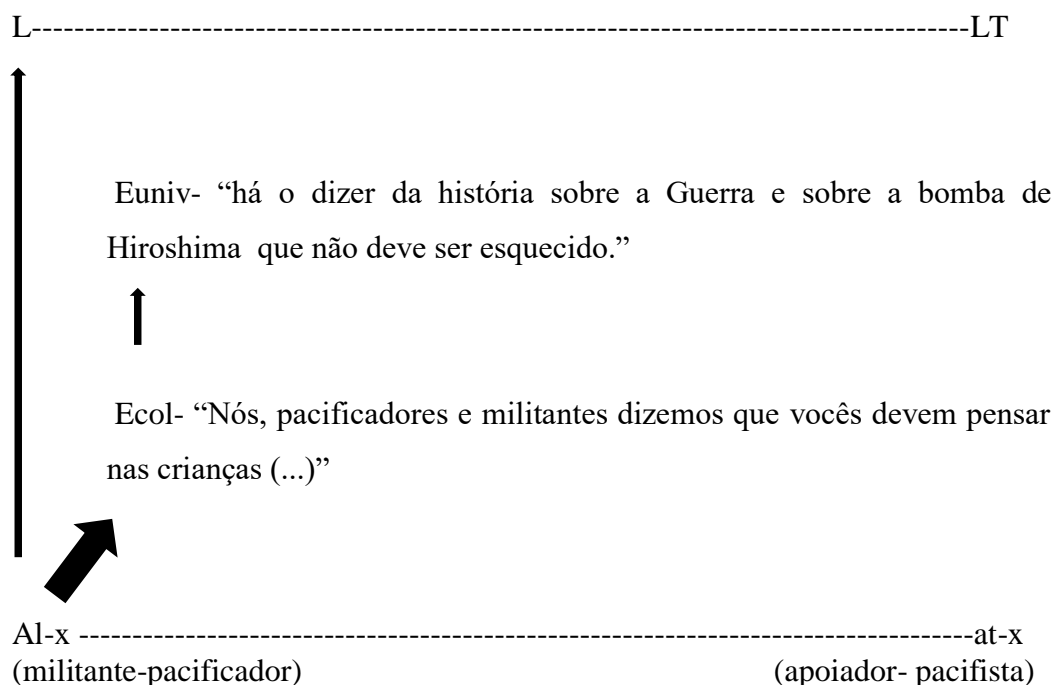 L----------------------------------------------------------------------------------------LT
Euniv- “há o dizer da história sobre a Guerra e sobre a bomba de
Hiroshima que não deve ser esquecido.”
Ecol- “Nós, pacificadores e militantes dizemos que vocês devem pensar
nas crianças (...)”
Al-x ------------------------------------------------------------------------------------at-x
(militante-pacificador) (apoiador- pacifista)